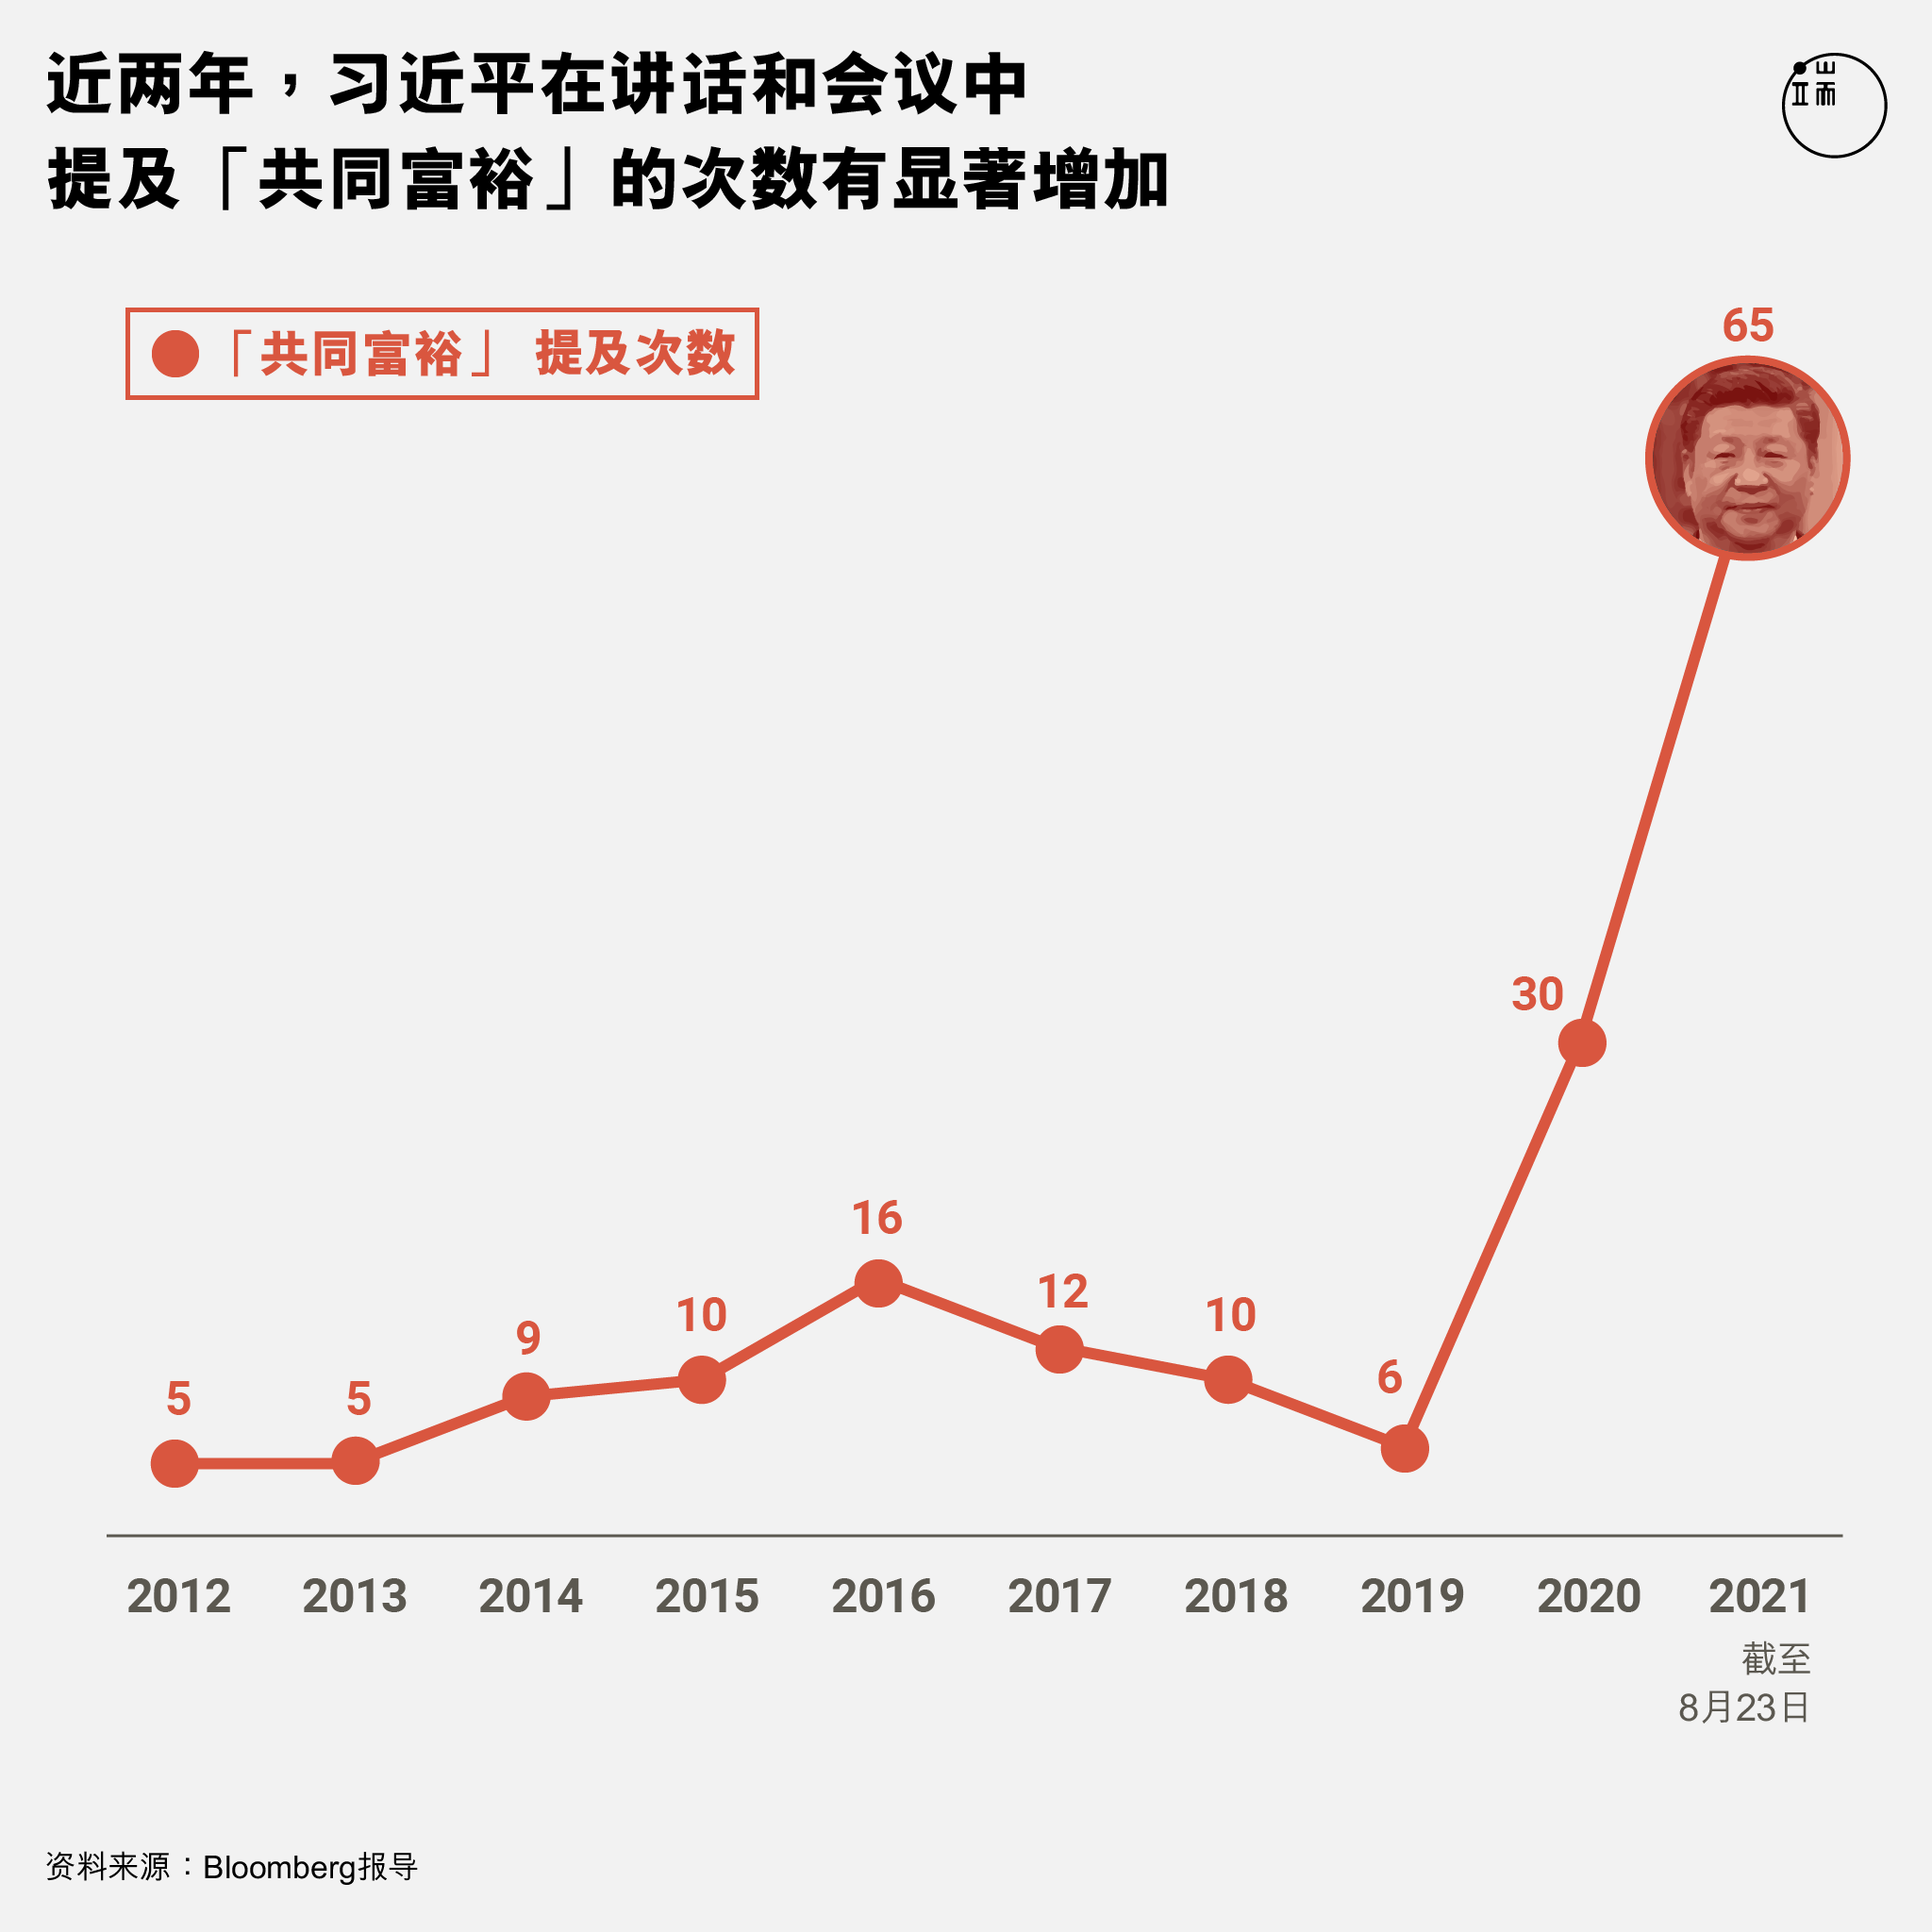 近两年，习近平在讲话和会议中
提及「共同富裕」的次数有显著增加
端
「共同富裕」 提及次数
65
30
16
12
10
10
9
6
5
5
2012 2013 2014 2015 2016 2017 2018 2019 2020 2021
截至
8月23日
资料来源：Bloomberg报导